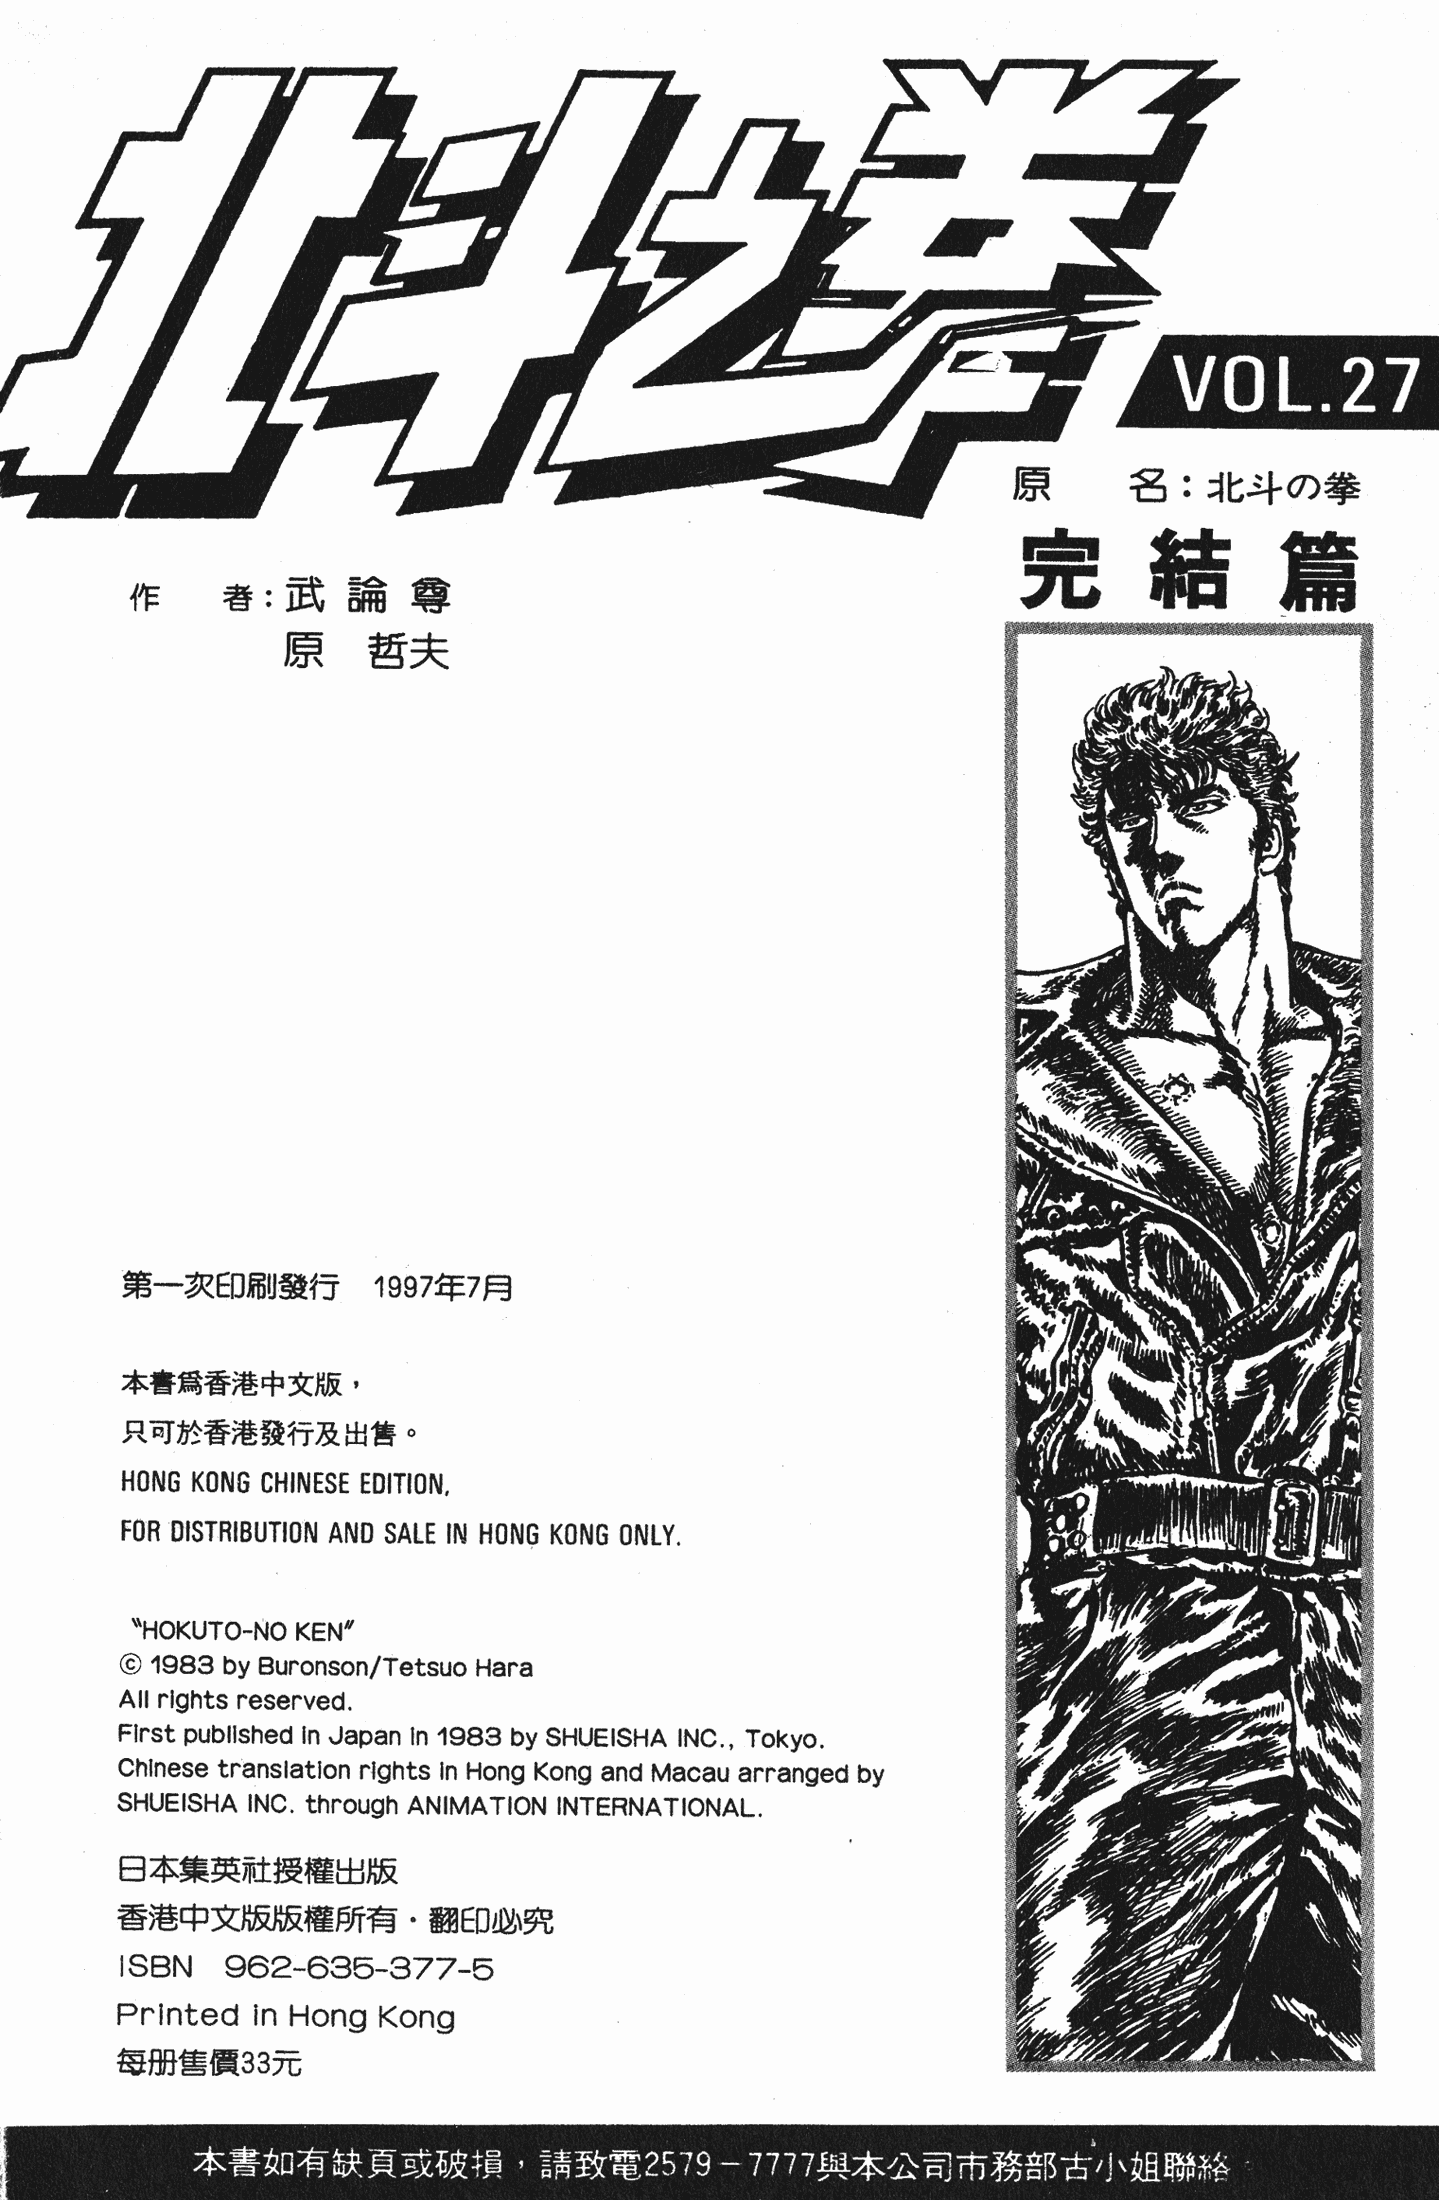 北斗之拳
VOL.27
原 名：北斗の拳
完結篇
作 者：武論尊
原 哲夫
第一次印刷發行 1997年7月
本書爲香港中文版，
只可於香港發行及出售。
HONG KONG CHINESE EDITION,
FOR DISTRIBUTION AND SALE IN HONG KONG ONLY.
〝HOKUTO-NO KEN〞
© 1983 by Buronson/Tetsuo Hara
All rights reserved.
First published in Japan in 1983 by SHUEISHA INC., Tokyo.
Chinese translation rights in Hong Kong and Macau arranged by
SHUEISHA INC. through ANIMATION INTERNATIONAL.
日本集英社授權出版
香港中文版版權所有・翻印必究
ISBN 962-635-377-5
Printed in Hong Kong
每册售價33元
本書如有缺頁或破損，請致電2579－7777與本公司市務部古小姐聯絡